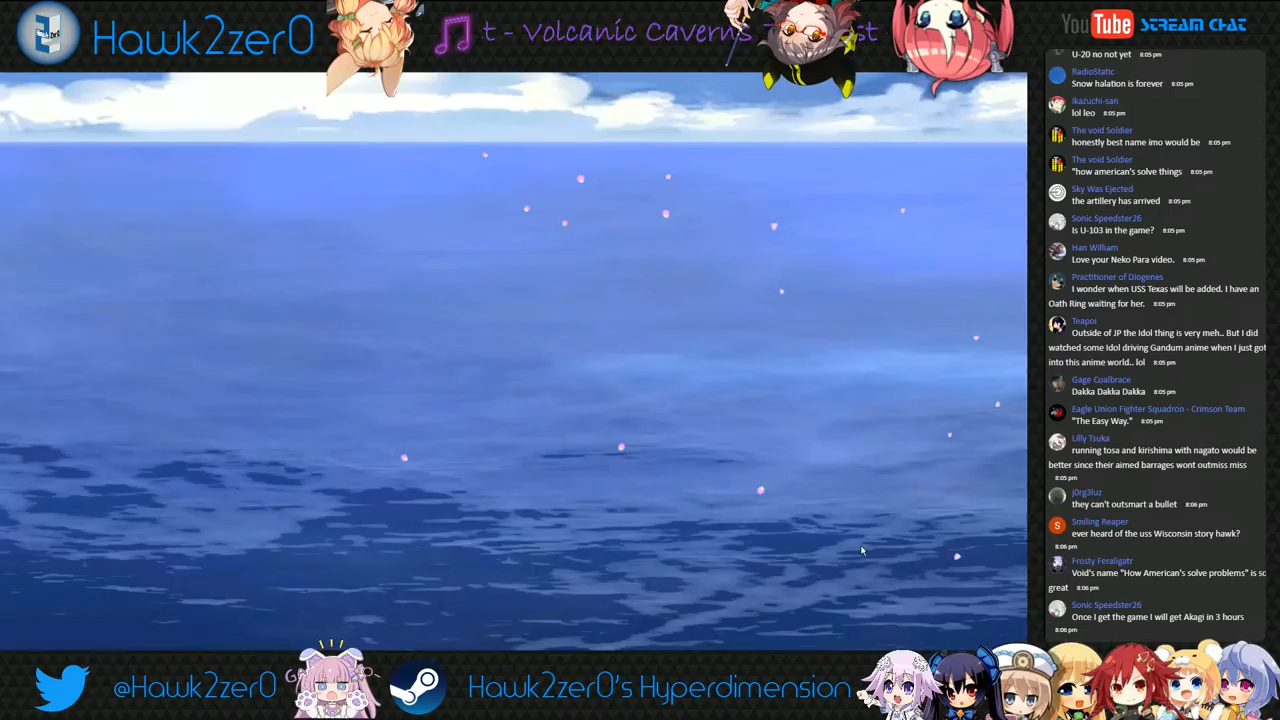 Hawk2zer0
t - Volcanic Caverns
st
YouTube STREAM CHAT
U-20 no not yet 8:05 pm
RadioStatic
Snow halation is forever 8:05 pm
Ikazuchi-san
lol leo 8:05 pm
The void Soldier
honestly best name imo would be 8:05 pm
The void Soldier
"how american's solve things 8:05 pm
Sky Was Ejected
the artillery has arrived 8:05 pm
Sonic Speedster26
Is U-103 in the game? 8:05 pm
Han William
Love your Neko Para video. 8:05 pm
Practitioner of Diogenes
I wonder when USS Texas will be added. I have an
Oath Ring waiting for her. 8:05 pm
Teapoi
Outside of JP the Idol thing is very meh.. But I did
watched some Idol driving Gandum anime when I just got
into this anime world.. lol 8:05 pm
Gage Coalbrace
Dakka Dakka Dakka 8:05 pm
Eagle Union Fighter Squadron - Crimson Team
"The Easy Way." 8:05 pm
Lilly Tsuka
running tosa and kirishima with nagato would be
better since their aimed barrages wont outmiss miss
8:05 pm
j0rg3luz
they can't outsmart a bullet 8:06 pm
S
Smiling Reaper
ever heard of the uss Wisconsin story hawk?
8:06 pm
Frosty Feraligatr
Void's name "How American's solve problems" is so
great 8:06 pm
Sonic Speedster26
Once I get the game I will get Akagi in 3 hours
8:06 pm
@Hawk2zer0
Hawk2zer0's Hyperdimension